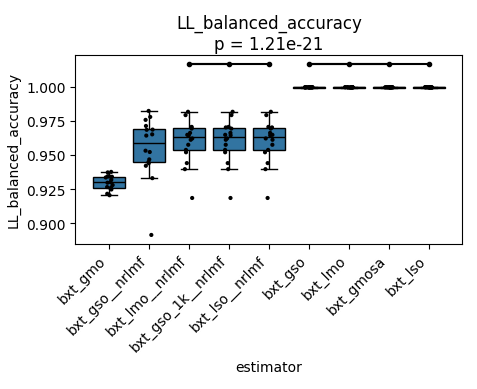 LL_balanced_accuracy
p = 1.21e-21
LL_balanced_accuracy
1.000
0.975
0.950
0.925
0.900
bxt_gmo
bxt_gso__nrlmf
bxt_lmo__nrlmf
bxt_gso_1k__nrlmf
bxt_lso__nrlmf
bxt_gso
bxt_lmo
bxt_gmosa
bxt_lso
estimator